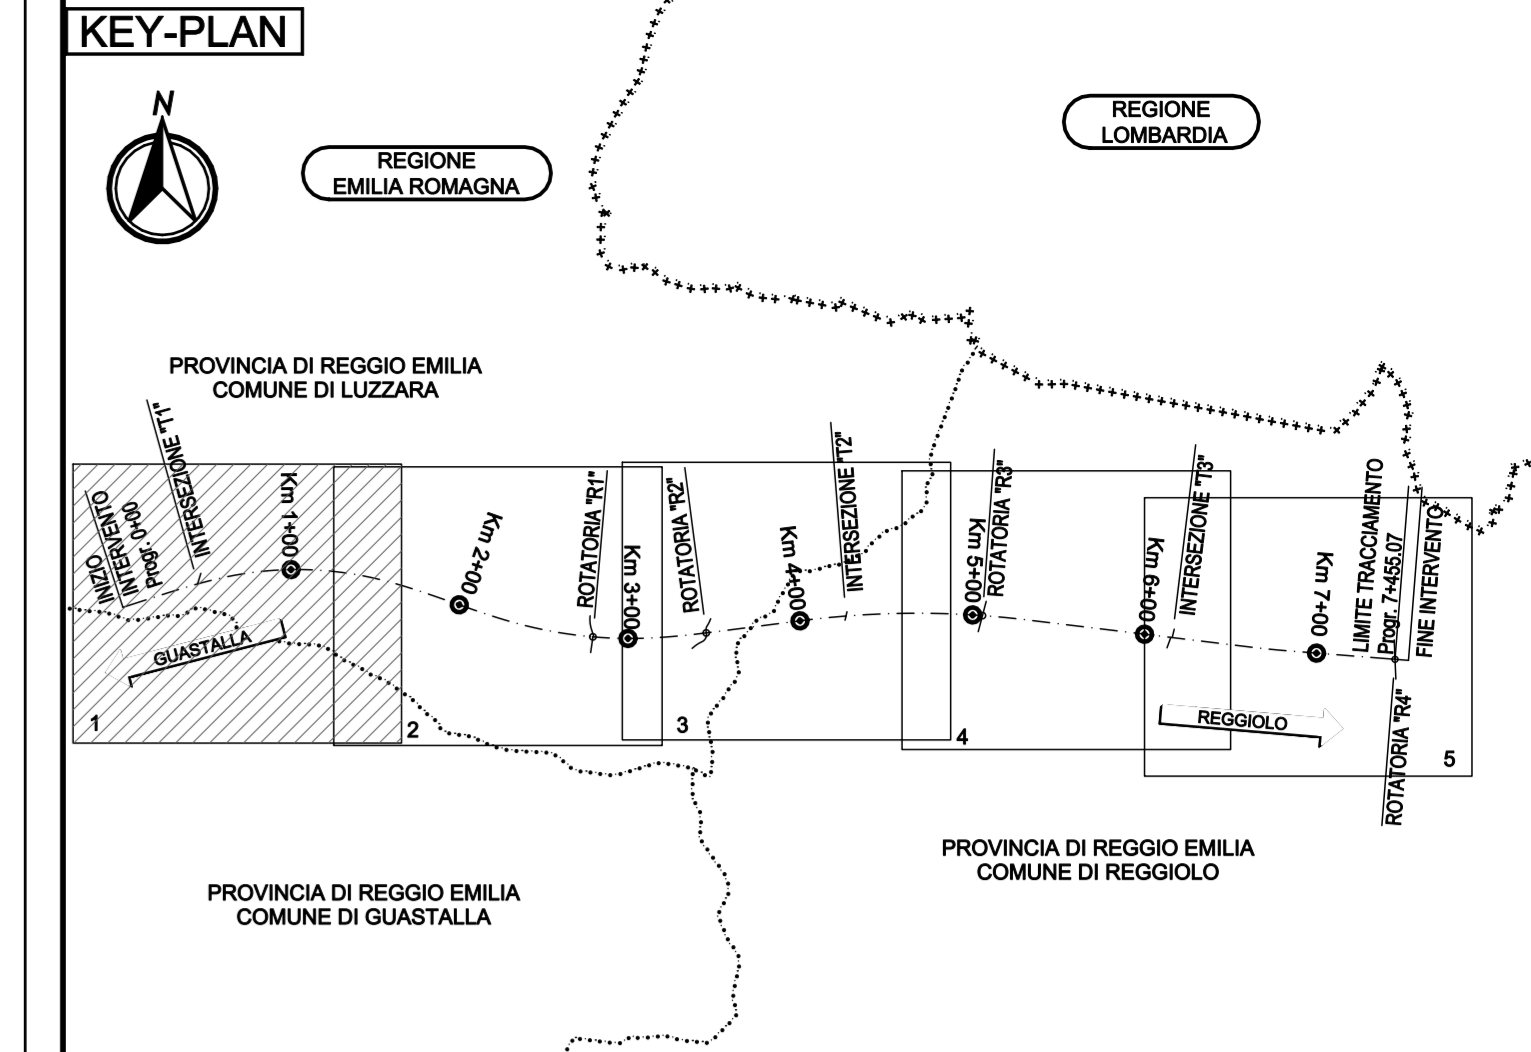 KEY-PLAN
N
REGIONE
EMILIA ROMAGNA
REGIONE
LOMBARDIA
PROVINCIA DI REGGIO EMILIA
COMUNE DI LUZZARA
INIZIO
INTERVENTO
Progr. 0+00
INTERSEZIONE "T1"
Km 1+00
Km 2+00
ROTATORIA "R1"
Km 3+00
ROTATORIA "R2"
Km 4+00
INTERSEZIONE "T2"
Km 5+00
ROTATORIA "R3"
Km 6+00
INTERSEZIONE "T3"
Km 7+00
LIMITE TRACCIAMENTO
Progr. 7+455.07
FINE INTERVENTO
ROTATORIA "R4"
GUASTALLA
REGGIOLO
1
2
3
4
5
PROVINCIA DI REGGIO EMILIA
COMUNE DI REGGIOLO
PROVINCIA DI REGGIO EMILIA
COMUNE DI GUASTALLA